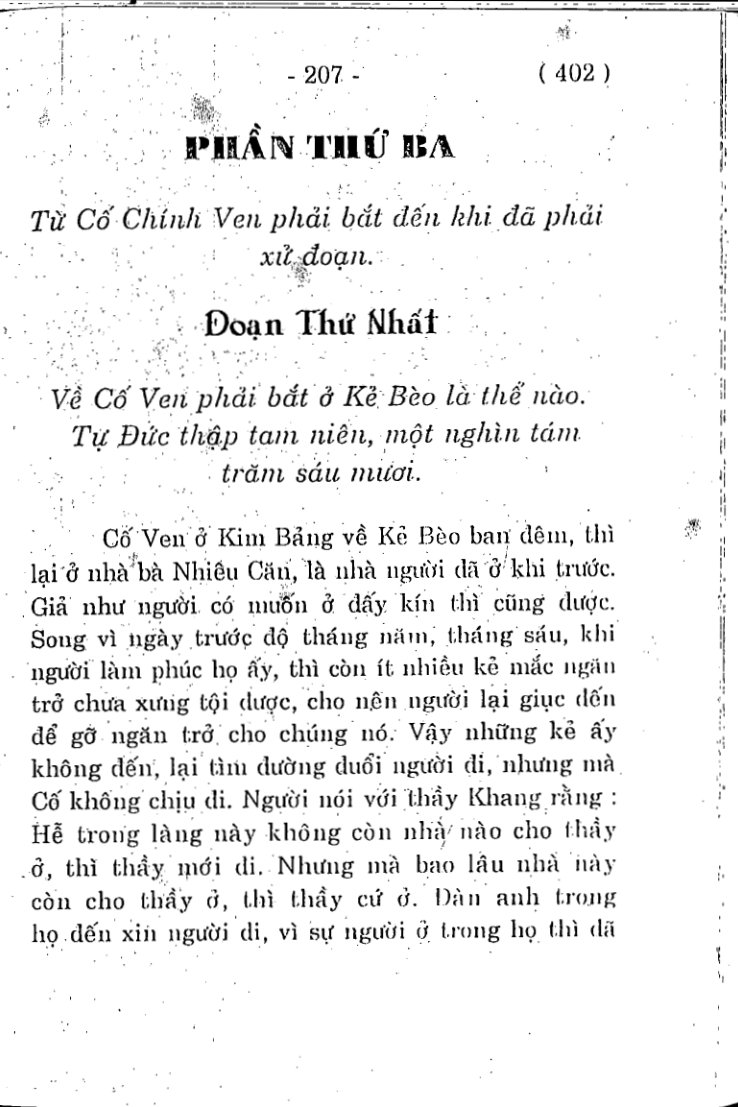 - 207 - ( 402 )
PHẦN THỨ BA
Từ Cố Chính Ven phải bắt đến khi đã phải
xử đoạn.
Đoạn Thứ Nhất
Về Cố Ven phải bắt ở Kẻ Bèo là thể nào.
Tự Đức thập tam niên, một nghìn tám
trăm sáu mươi.
Cố Ven ở Kim Bảng về Kẻ Bèo ban đêm, thì
lại ở nhà bà Nhiêu Căn, là nhà người đã ở khi trước.
Giả như người có muốn ở đấy kín thì cũng được.
Song vì ngày trước độ tháng năm, tháng sáu, khi
người làm phúc họ ấy, thì còn ít nhiều kẻ mắc ngăn
trở chưa xưng tội được, cho nên người lại giục đến
để gỡ ngăn trở cho chúng nó. Vậy những kẻ ấy
không đến, lại tìm đường đuổi người đi, nhưng mà
Cố không chịu đi. Người nói với thầy Khang rằng :
Hễ trong làng này không còn nhà nào cho thầy
ở, thì thầy mới đi. Nhưng mà bao lâu nhà này
còn cho thầy ở, thì thầy cứ ở. Đàn anh trong
họ đến xin người đi, vì sự người ở trong họ thì đã